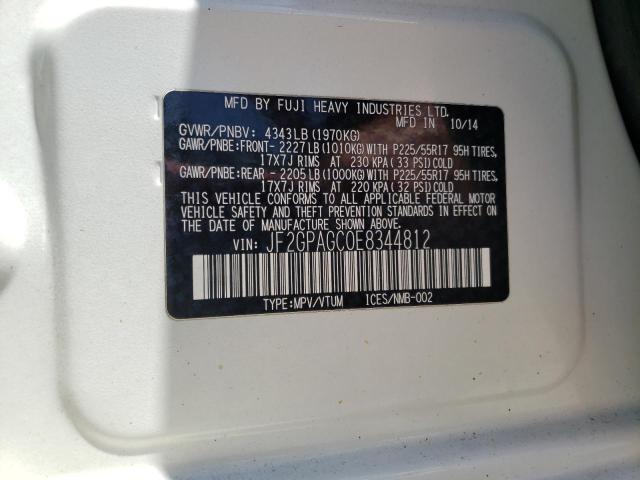 MFD BY FUJI HEAVY INDUSTRIES LTD.
MFD IN 10/14
GVWR/PNBV: 4343LB(1970KG)
GAWR/PNBE:FRONT- 2227LB(1010KG)WITH P225/55R17 95H TIRES,
17X7J RIMS AT 230 KPA(33 PSI)COLD
GAWR/PNBE:REAR - 2205LB(1000KG)WITH P225/55R17 95H TIRES,
17X7J RIMS AT 220 KPA(32 PSI)COLD
THIS VEHICLE CONFORMS TO ALL APPLICABLE FEDERAL MOTOR
VEHICLE SAFETY AND THEFT PREVENTION STANDARDS IN EFFECT ON
THE DATE OF MANUFACTURE SHOWN ABOVE.
VIN: JF2GPAGC0E8344812
TYPE:MPV/VTUM ICES/NMB-002